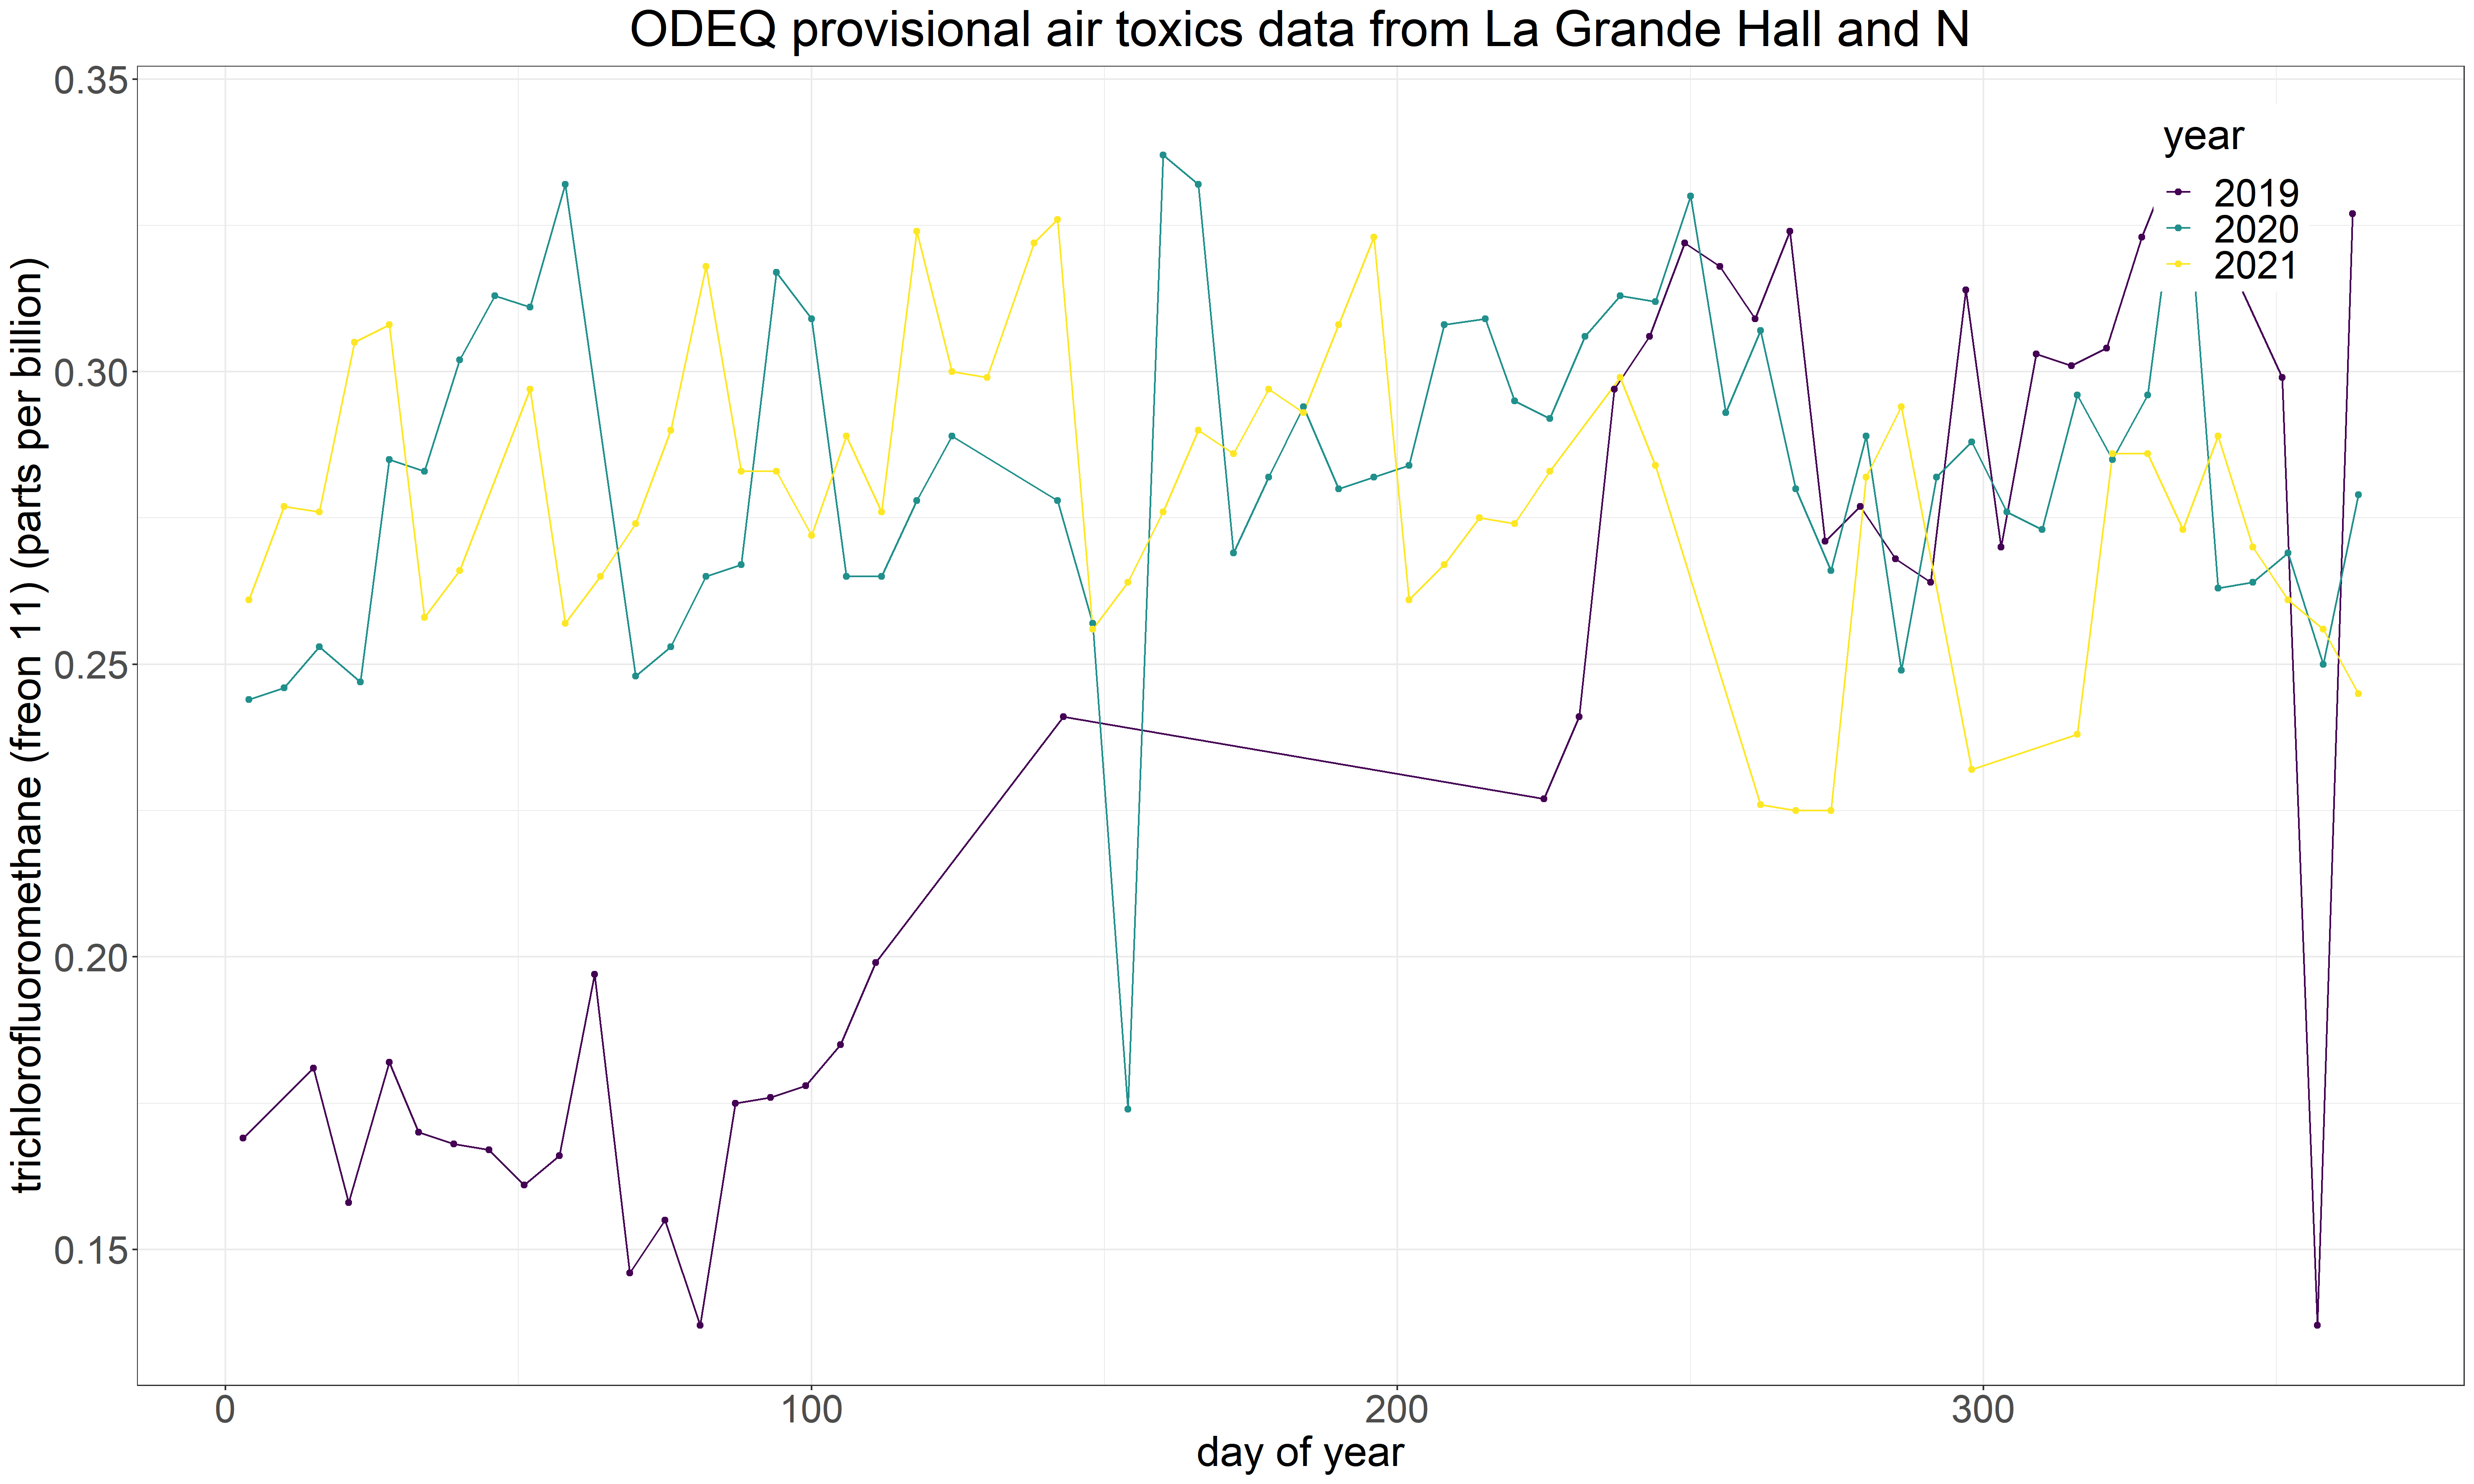 ODEQ provisional air toxics data from La Grande Hall and N
trichlorofluoromethane (freon 11) (parts per billion)
0.35
0.30
0.25
0.20
0.15
year
2019
2020
2021
0 100 200 300
day of year